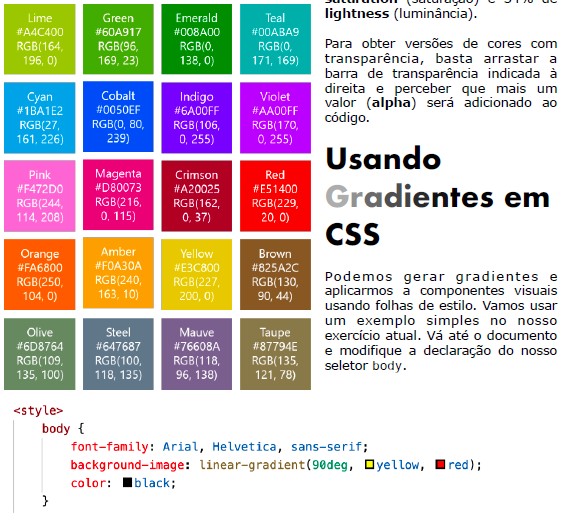 Lime
#A4C400
RGB(164,
196, 0)
Green
#60A917
RGB(96,
169, 23)
Emerald
#008A00
RGB(0,
138, 0)
Teal
#00ABA9
RGB(0,
171, 169)
Cyan
#1BA1E2
RGB(27,
161, 226)
Cobalt
#0050EF
RGB(0, 80,
239)
Indigo
#6A00FF
RGB(106,
0, 255)
Violet
#AA00FF
RGB(170,
0, 255)
Pink
#F472D0
RGB(244,
114, 208)
Magenta
#D80073
RGB(216,
0, 115)
Crimson
#A20025
RGB(162,
0, 37)
Red
#E51400
RGB(229,
20, 0)
Orange
#FA6800
RGB(250,
104, 0)
Amber
#F0A30A
RGB(240,
163, 10)
Yellow
#E3C800
RGB(227,
200, 0)
Brown
#825A2C
RGB(130,
90, 44)
Olive
#6D8764
RGB(109,
135, 100)
Steel
#647687
RGB(100,
118, 135)
Mauve
#76608A
RGB(118,
96, 138)
Taupe
#87794E
RGB(135,
121, 78)
saturation (saturação) e 51% de
lightness (luminância).
Para obter versões de cores com
transparência, basta arrastar a
barra de transparência indicada à
direita e perceber que mais um
valor (alpha) será adicionado ao
código.
Usando
Gradientes em
CSS
Podemos gerar gradientes e
aplicarmos a componentes visuais
usando folhas de estilo. Vamos usar
um exemplo simples no nosso
exercício atual. Vá até o documento
e modifique a declaração do nosso
seletor body.
<style>
body {
font-family: Arial, Helvetica, sans-serif;
background-image: linear-gradient(90deg, yellow, red);
color: black;
}